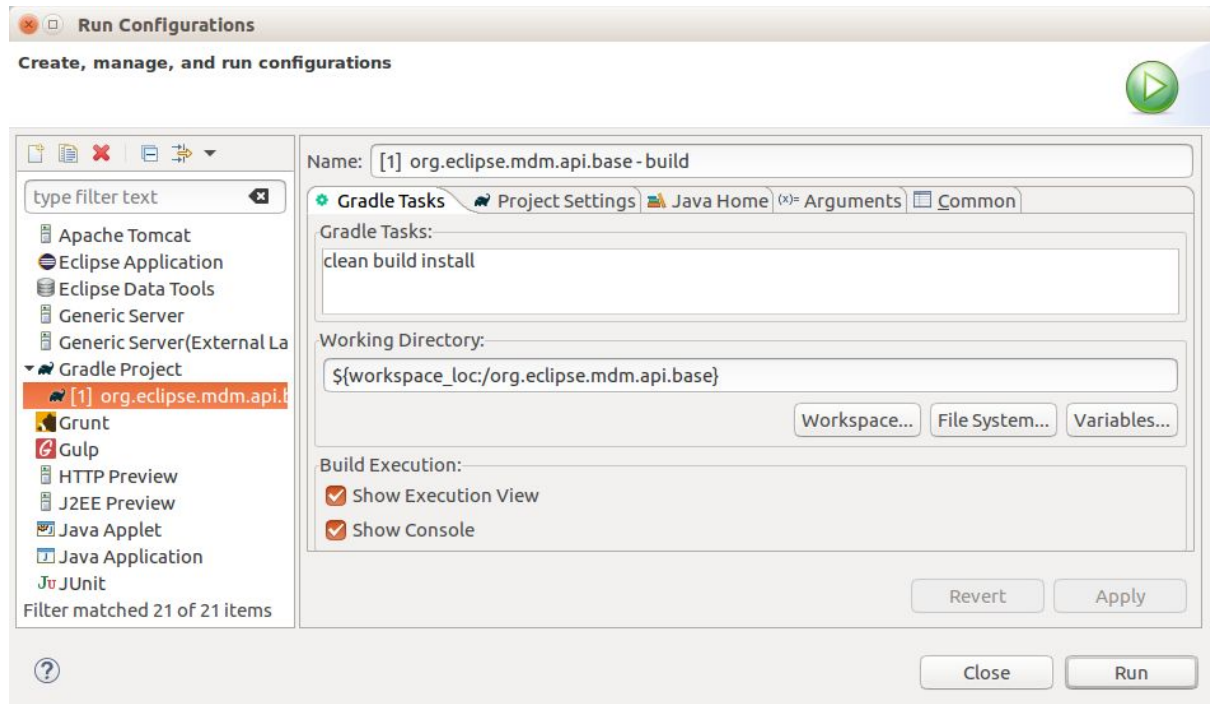 Run Configurations
Create, manage, and run configurations
type filter text
Apache Tomcat
Eclipse Application
Eclipse Data Tools
Generic Server
Generic Server(External La
Gradle Project
[1] org.eclipse.mdm.api.b
Grunt
Gulp
HTTP Preview
J2EE Preview
Java Applet
Java Application
Ju JUnit
Filter matched 21 of 21 items
Name: [1] org.eclipse.mdm.api.base - build
Gradle Tasks Project Settings Java Home (x)= Arguments Common
Gradle Tasks:
clean build install
Working Directory:
${workspace_loc:/org.eclipse.mdm.api.base}
Workspace... File System... Variables...
Build Execution:
Show Execution View
Show Console
Revert Apply
Close Run